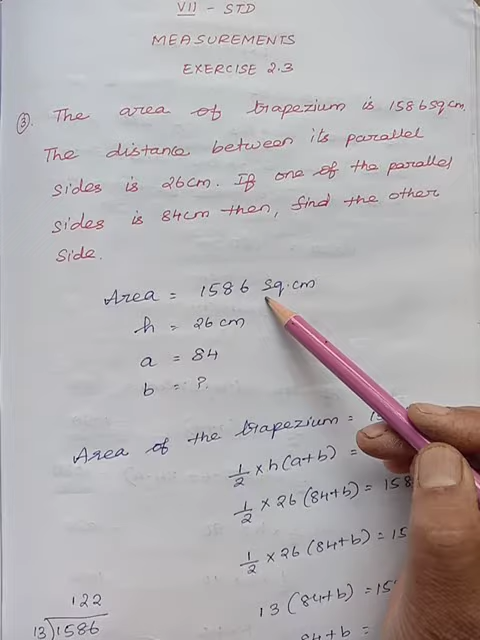 VII - STD
MEASUREMENTS
EXERCISE 2.3
③. The area of trapezium is 1586 sq cm.
The distance between its parallel
sides is 26cm. If one of the parallel
sides is 84cm then, find the other
side.
Area = 1586 sq.cm
h = 26 cm
a = 84
b = ?
Area of the trapezium =
1/2 × h(a+b) =
1/2 × 26 (84+b) = 158
1/2 × 26 (84+b) = 15
13 (84+b) = 15
84+b =
122
13)1586